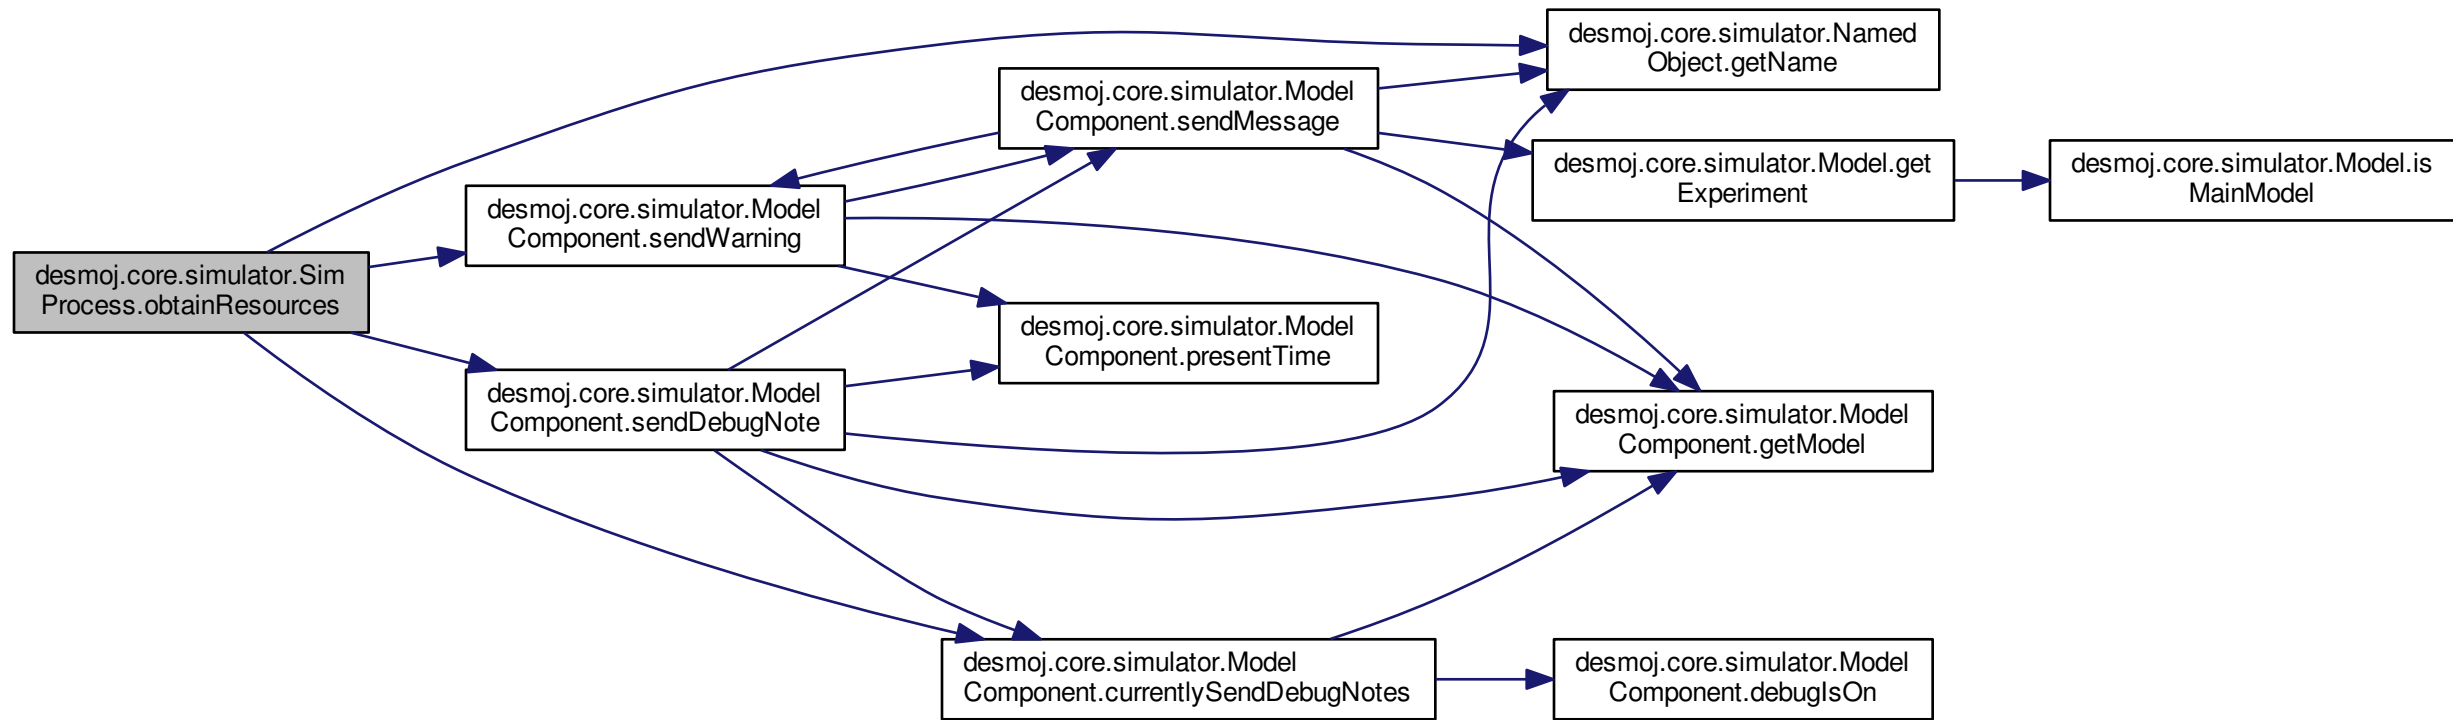 desmoj.core.simulator.Sim
Process.obtainResources
desmoj.core.simulator.Model
Component.sendWarning
desmoj.core.simulator.Model
Component.sendDebugNote
desmoj.core.simulator.Model
Component.sendMessage
desmoj.core.simulator.Model
Component.presentTime
desmoj.core.simulator.Model
Component.currentlySendDebugNotes
desmoj.core.simulator.Named
Object.getName
desmoj.core.simulator.Model.get
Experiment
desmoj.core.simulator.Model
Component.getModel
desmoj.core.simulator.Model
Component.debugIsOn
desmoj.core.simulator.Model.is
MainModel